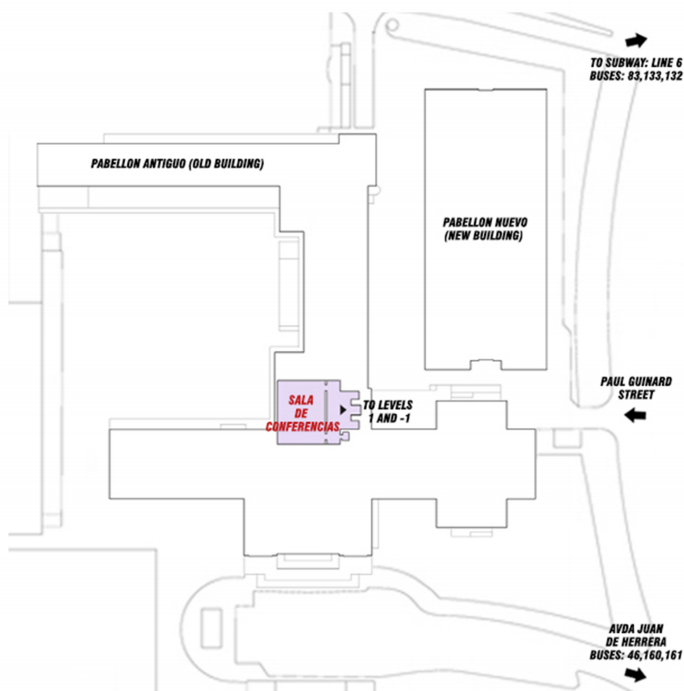 TO SUBWAY: LINE 6
BUSES: 83,133,132
PABELLON ANTIGUO (OLD BUILDING)
PABELLON NUEVO
(NEW BUILDING)
PAUL GUINARD
STREET
SALA
DE
CONFERENCIAS
TO LEVELS
1 AND -1
AVDA JUAN
DE HERRERA
BUSES: 46,160,161